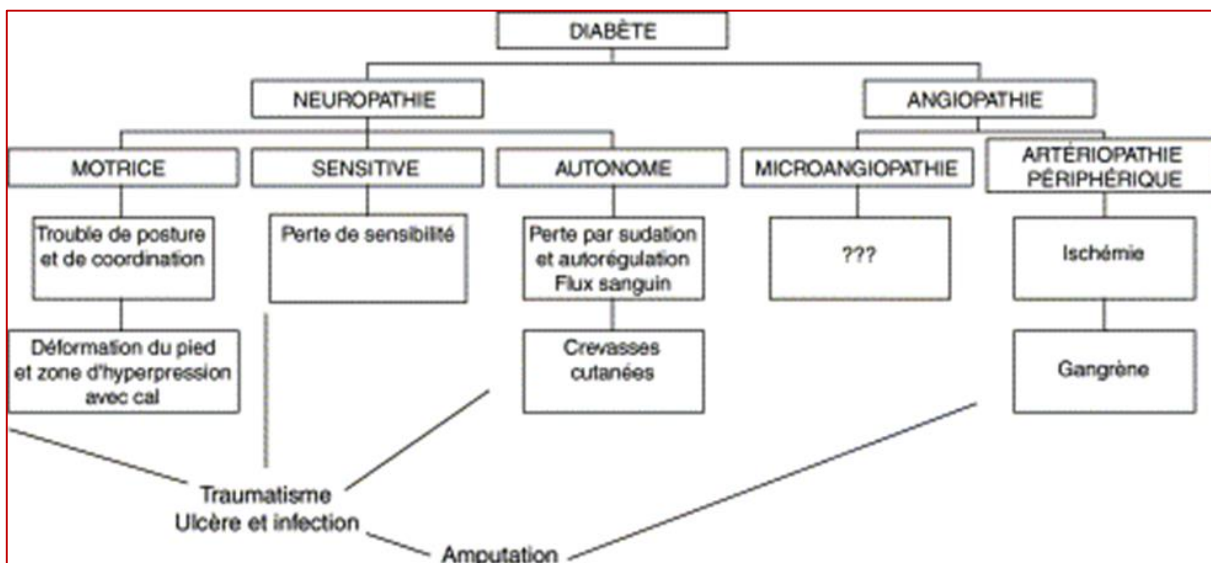 DIABÈTE
NEUROPATHIE
ANGIOPATHIE
MOTRICE
SENSITIVE
AUTONOME
MICROANGIOPATHIE
ARTÉRIOPATHIE
PÉRIPHÉRIQUE
Trouble de posture
et de coordination
Perte de sensibilité
Perte par sudation
et autorégulation
Flux sanguin
???
Ischémie
Déformation du pied
et zone d'hyperpression
avec cal
Crevasses
cutanées
Gangrène
Traumatisme
Ulcère et infection
Amputation